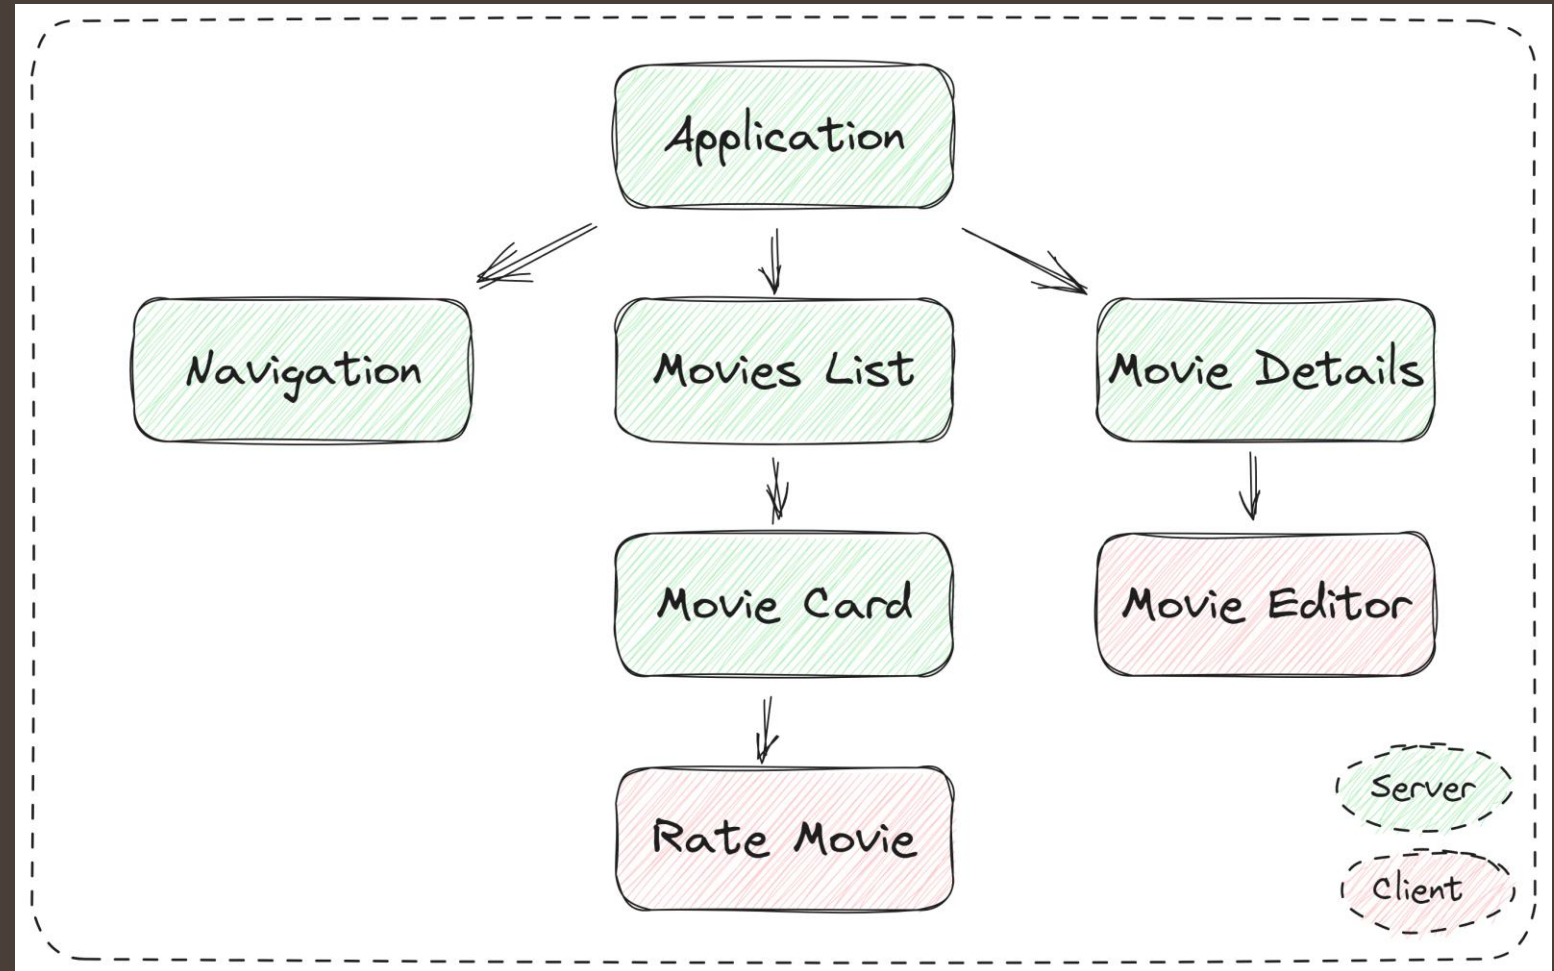 Application
Navigation
Movies List
Movie Details
Movie Card
Movie Editor
Rate Movie
Server
Client